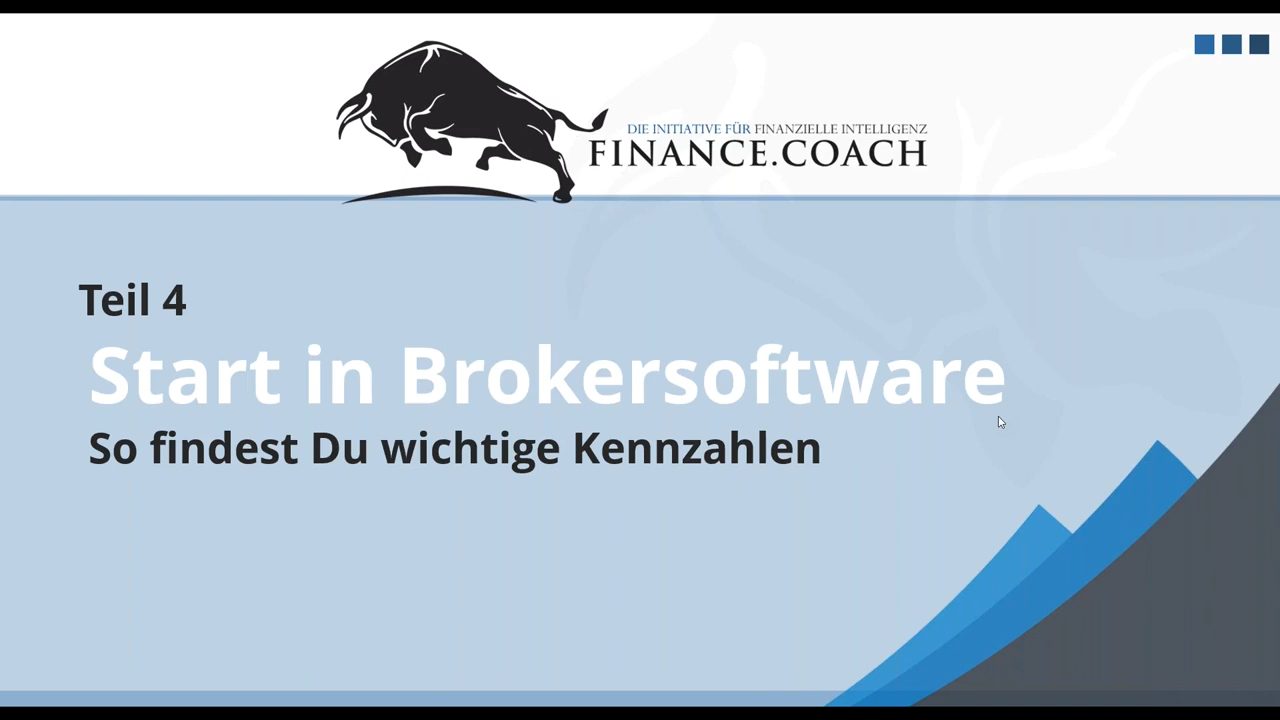 DIE INITIATIVE FÜR FINANZIELLE INTELLIGENZ
FINANCE.COACH
Teil 4
Start in Brokersoftware
So findest Du wichtige Kennzahlen